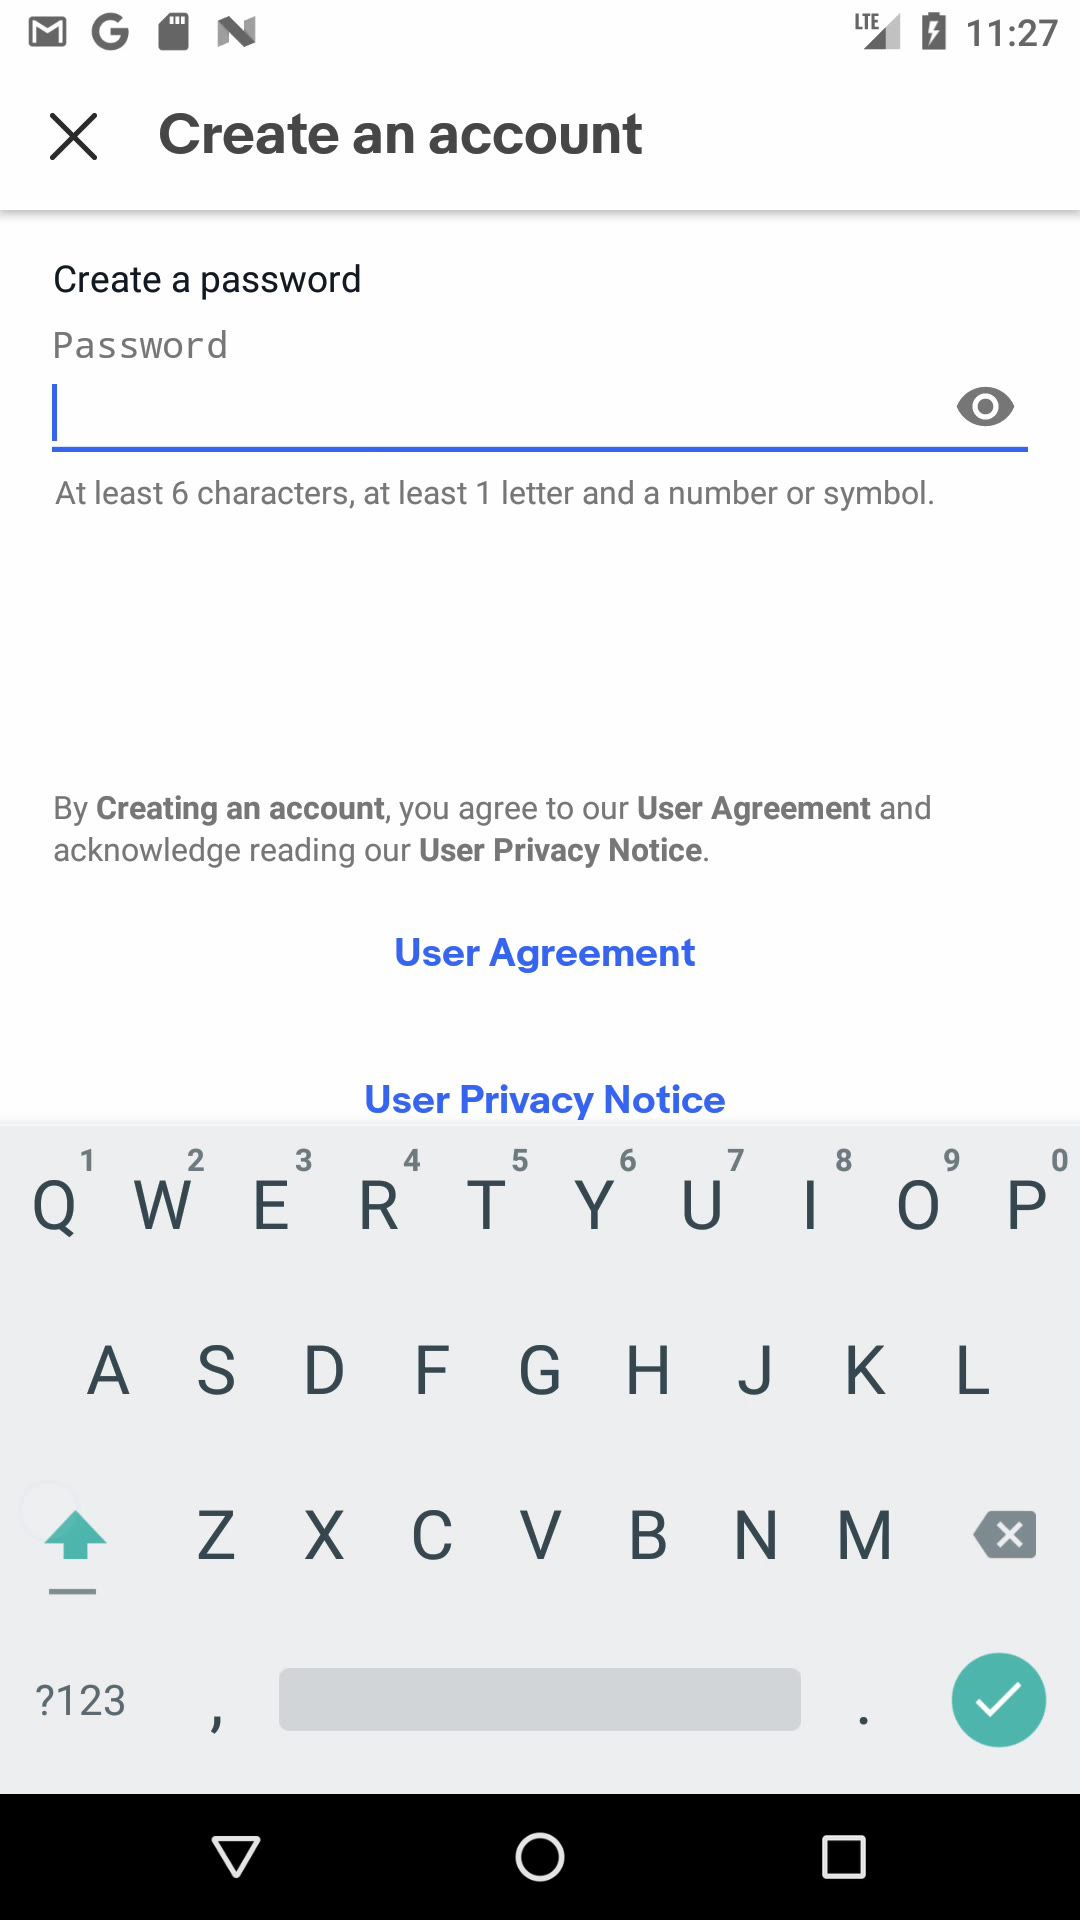 LTE 11:27
Create an account
Create a password
Password
At least 6 characters, at least 1 letter and a number or symbol.
By Creating an account, you agree to our User Agreement and
acknowledge reading our User Privacy Notice.
User Agreement
User Privacy Notice
1 2 3 4 5 6 7 8 9 0
Q W E R T Y U I O P
A S D F G H J K L
Z X C V B N M
?123 , .